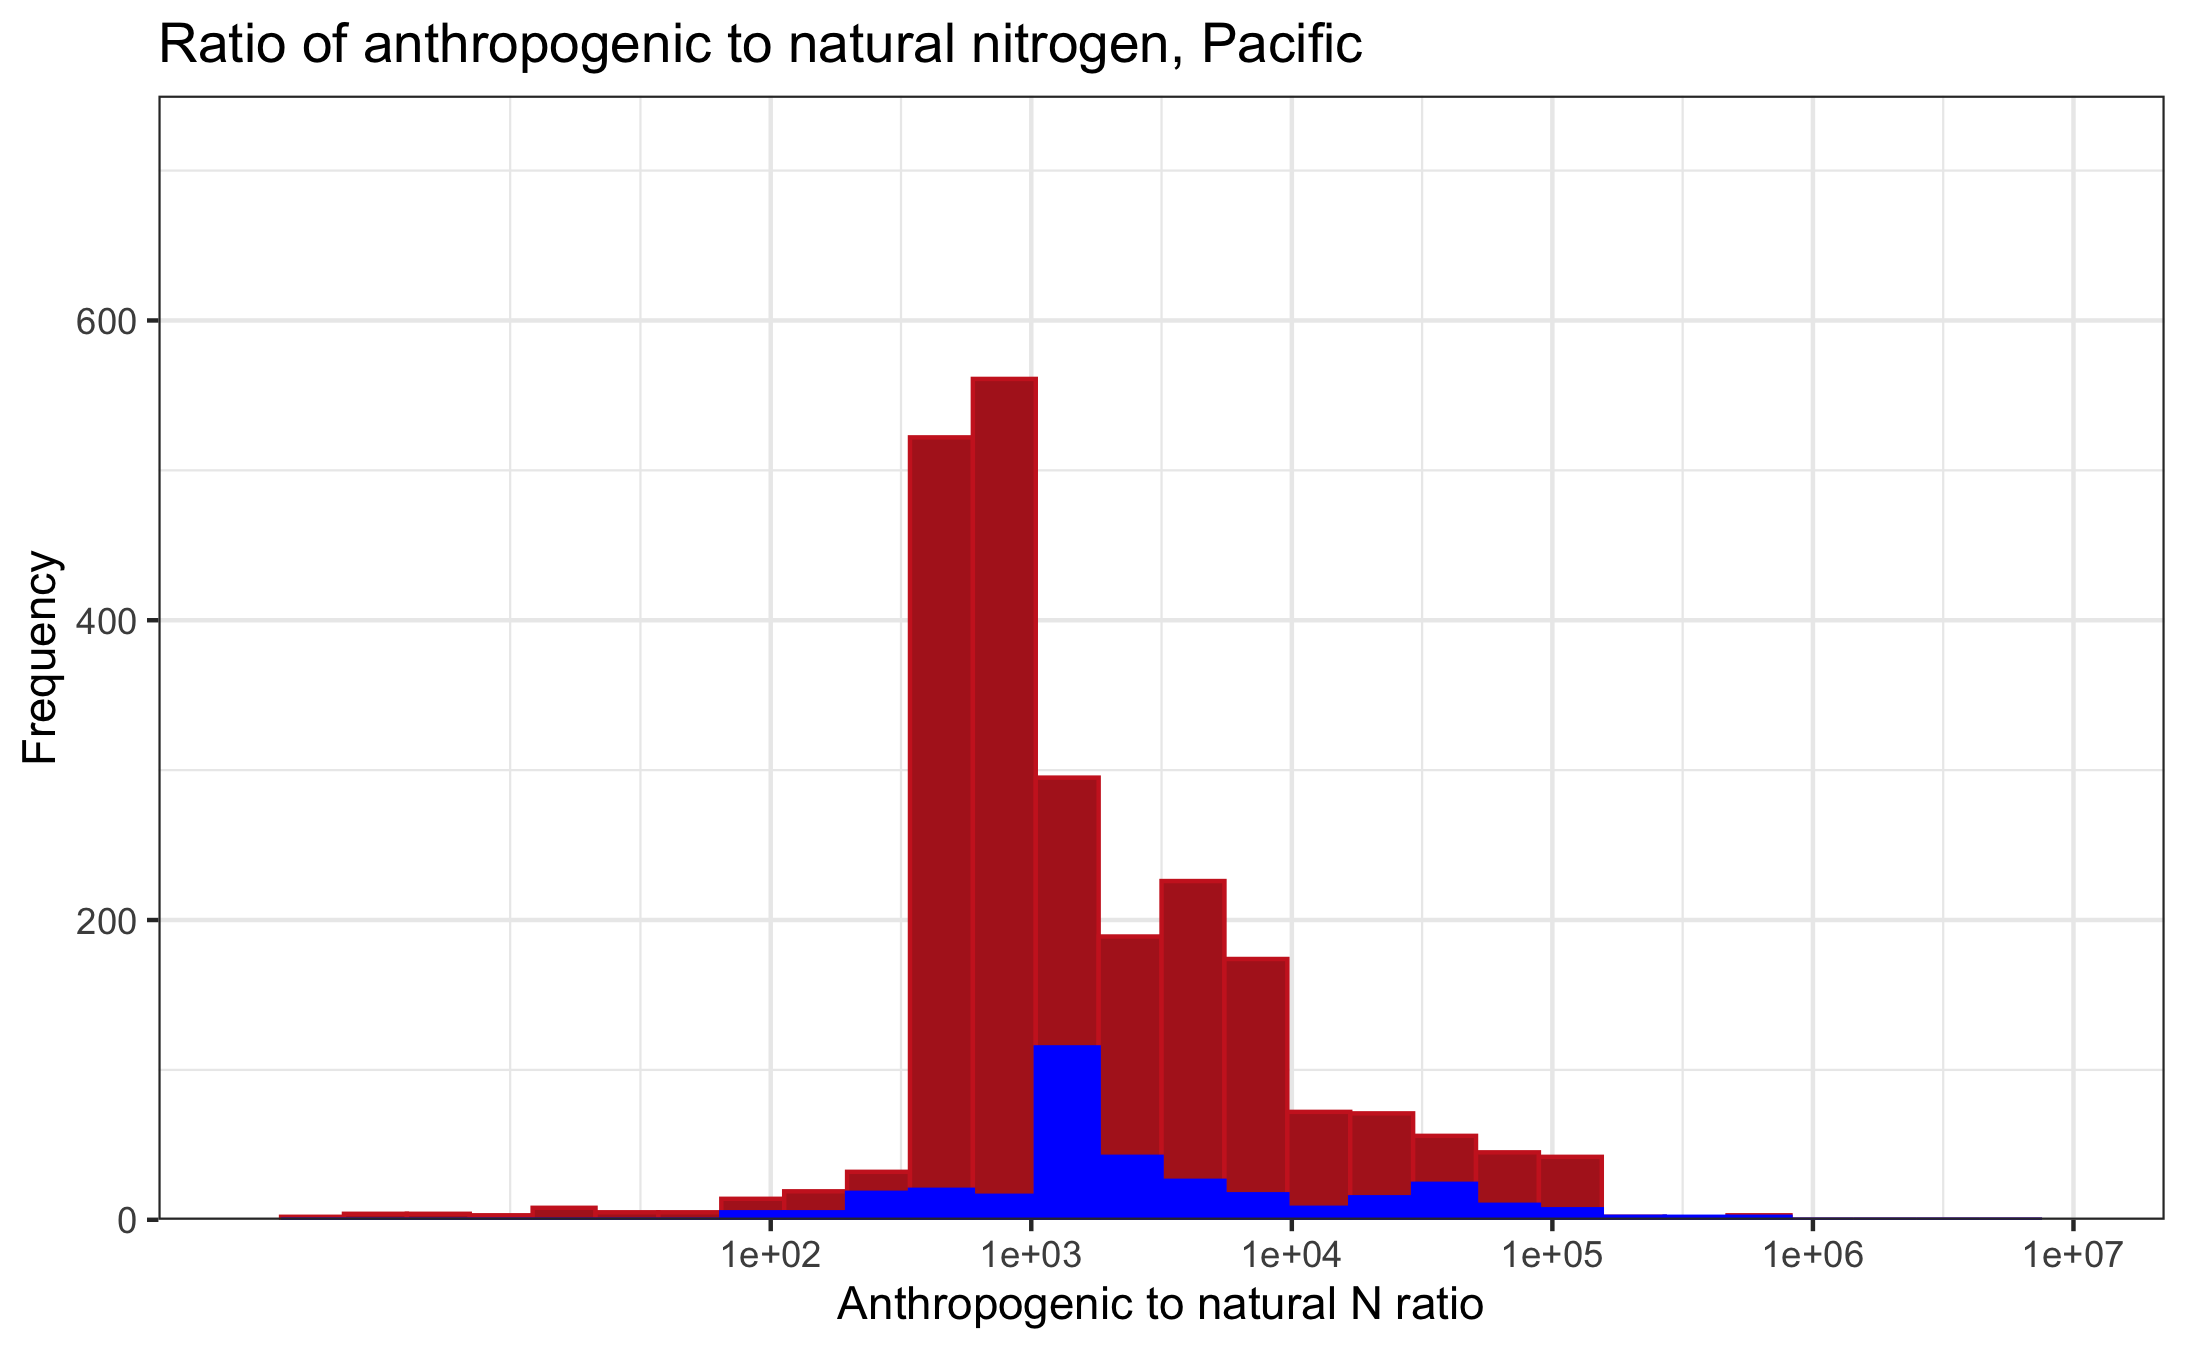 Ratio of anthropogenic to natural nitrogen, Pacific
Frequency
600
400
200
0
1e+02 1e+03 1e+04 1e+05 1e+06 1e+07
Anthropogenic to natural N ratio